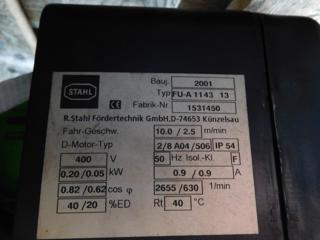 STAHL
CE
Bauj. 2001
Typ FU-A 1143 13
Fabrik-Nr 1531450
R.Stahl Fördertechnik GmbH,D-74653 Künzelsau
Fahr-Geschw. 10.0 / 2.5 m/min
D-Motor-Typ 2/8 A04 /506 IP 54
400 V 50 Hz Isol.-Kl. F
0.20/0.05 kW 0.9 / 0.9 A
0.82/0.62 cos φ 2655 /630 1/min
40 /20 %ED Rt. 40 °C